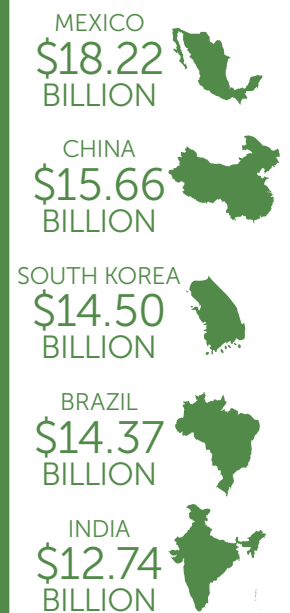 MEXICO
$18.22
BILLION
CHINA
$15.66
BILLION
SOUTH KOREA
$14.50
BILLION
BRAZIL
$14.37
BILLION
INDIA
$12.74
BILLION